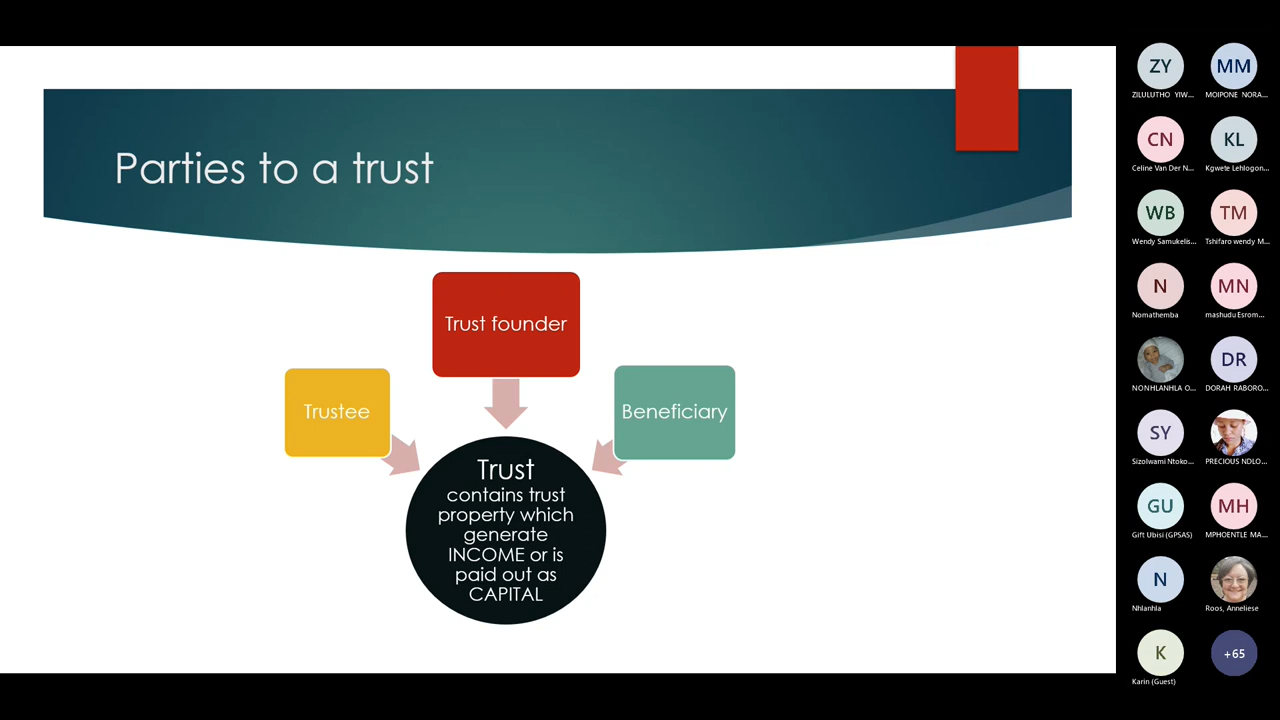 Parties to a trust
Trust founder
Trustee
Beneficiary
Trust
contains trust
property which
generate
INCOME or is
paid out as
CAPITAL
ZY
ZILULUTHO YIW...
MM
MOIPONE NORA...
CN
Celine Van Der N...
KL
Kgwete Lehlogon...
WB
Wendy Samukelis...
TM
Tshifaro wendy M...
N
Nomathemba
MN
mashudu Esrom...
NONHLANHLA O...
DR
DORAH RABORO...
SY
Sizolwami Ntoko...
PRECIOUS NDLO...
GU
Gift Ubisi (GPSAS)
MH
MPHOENTLE MA...
N
Nhlanhla
Roos, Anneliese
K
Karin (Guest)
+65